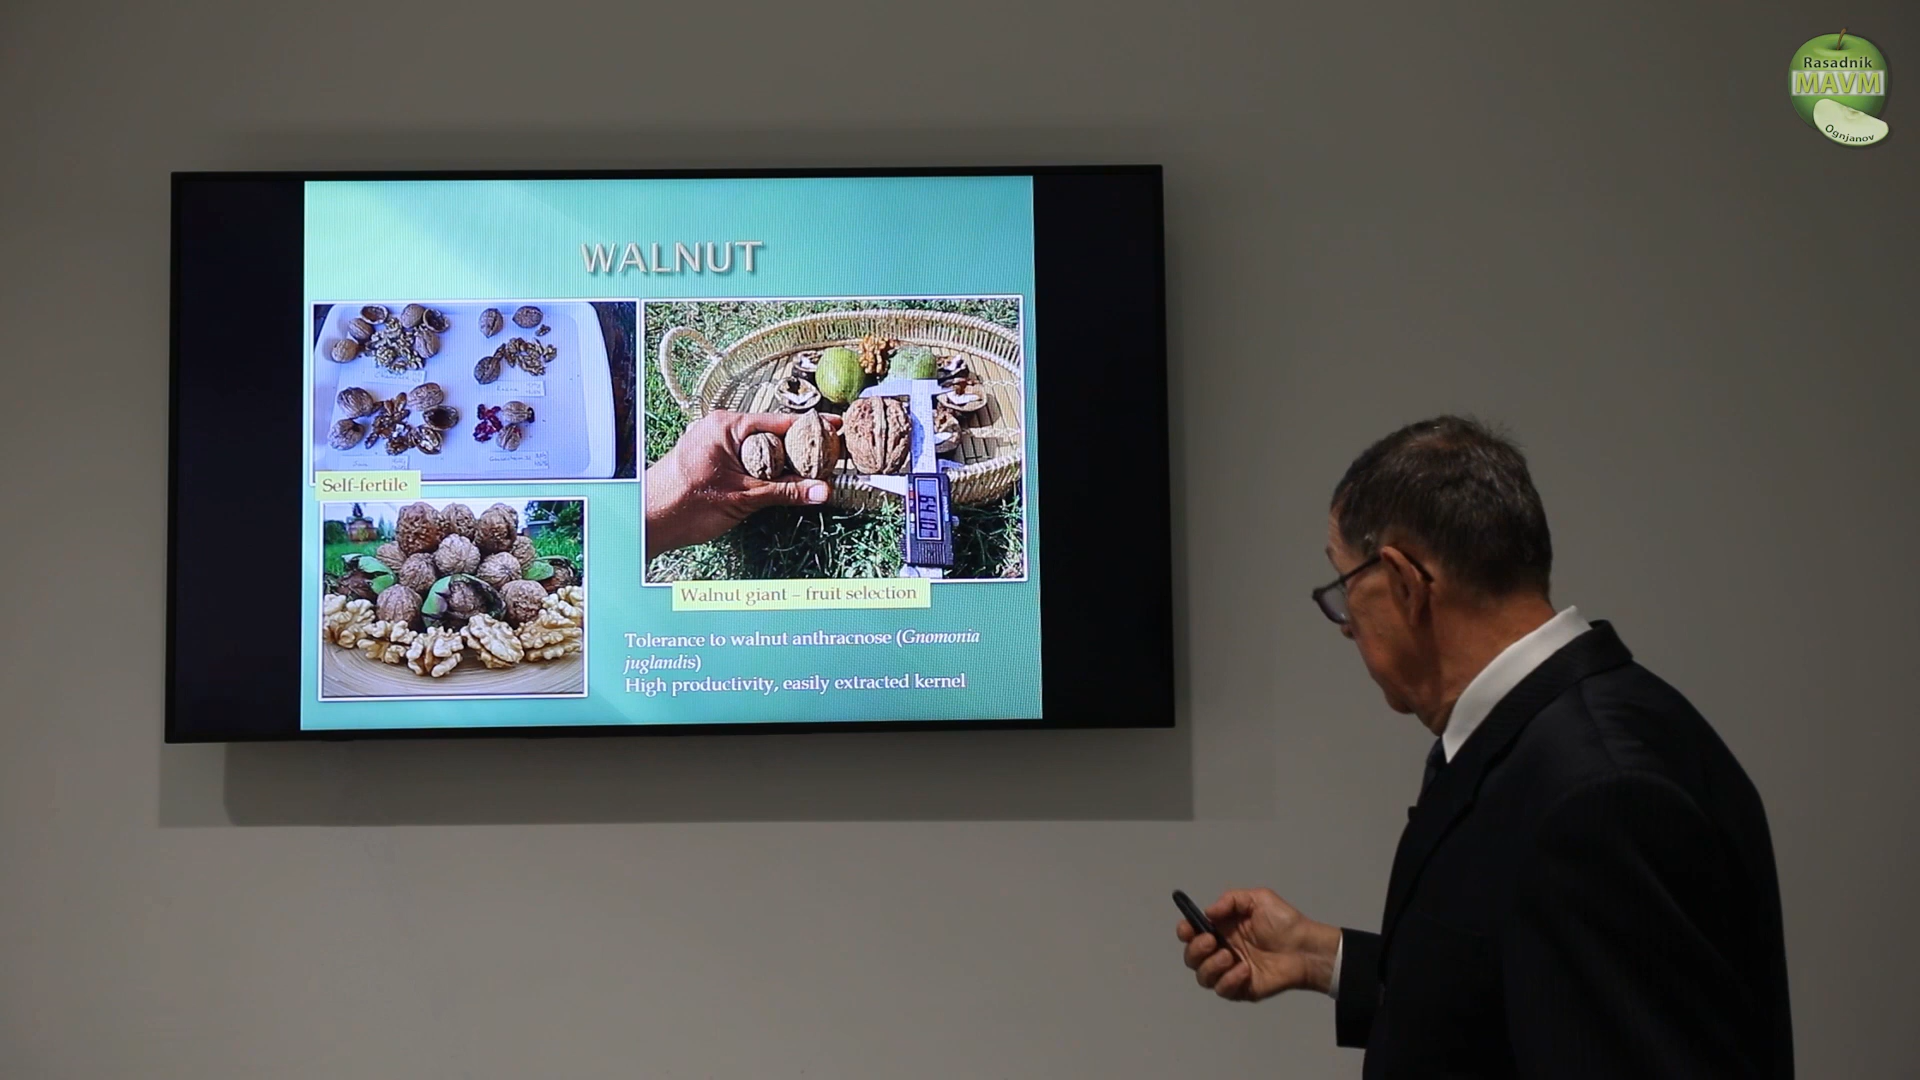 Rasadnik
MAVM
Ognjanov
WALNUT
Self-fertile
Walnut giant – fruit selection
Tolerance to walnut anthracnose (Gnomonia
juglandis)
High productivity, easily extracted kernel